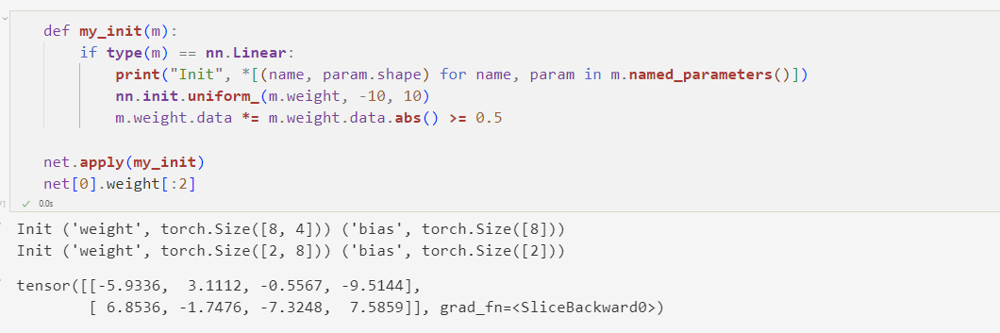 def my_init(m):
    if type(m) == nn.Linear:
        print("Init", *[(name, param.shape) for name, param in m.named_parameters()])
        nn.init.uniform_(m.weight, -10, 10)
        m.weight.data *= m.weight.data.abs() >= 0.5

net.apply(my_init)
net[0].weight[:2]
0.0s
Init ('weight', torch.Size([8, 4])) ('bias', torch.Size([8]))
Init ('weight', torch.Size([2, 8])) ('bias', torch.Size([2]))
tensor([[-5.9336,  3.1112, -0.5567, -9.5144],
        [ 6.8536, -1.7476, -7.3248,  7.5859]], grad_fn=<SliceBackward0>)